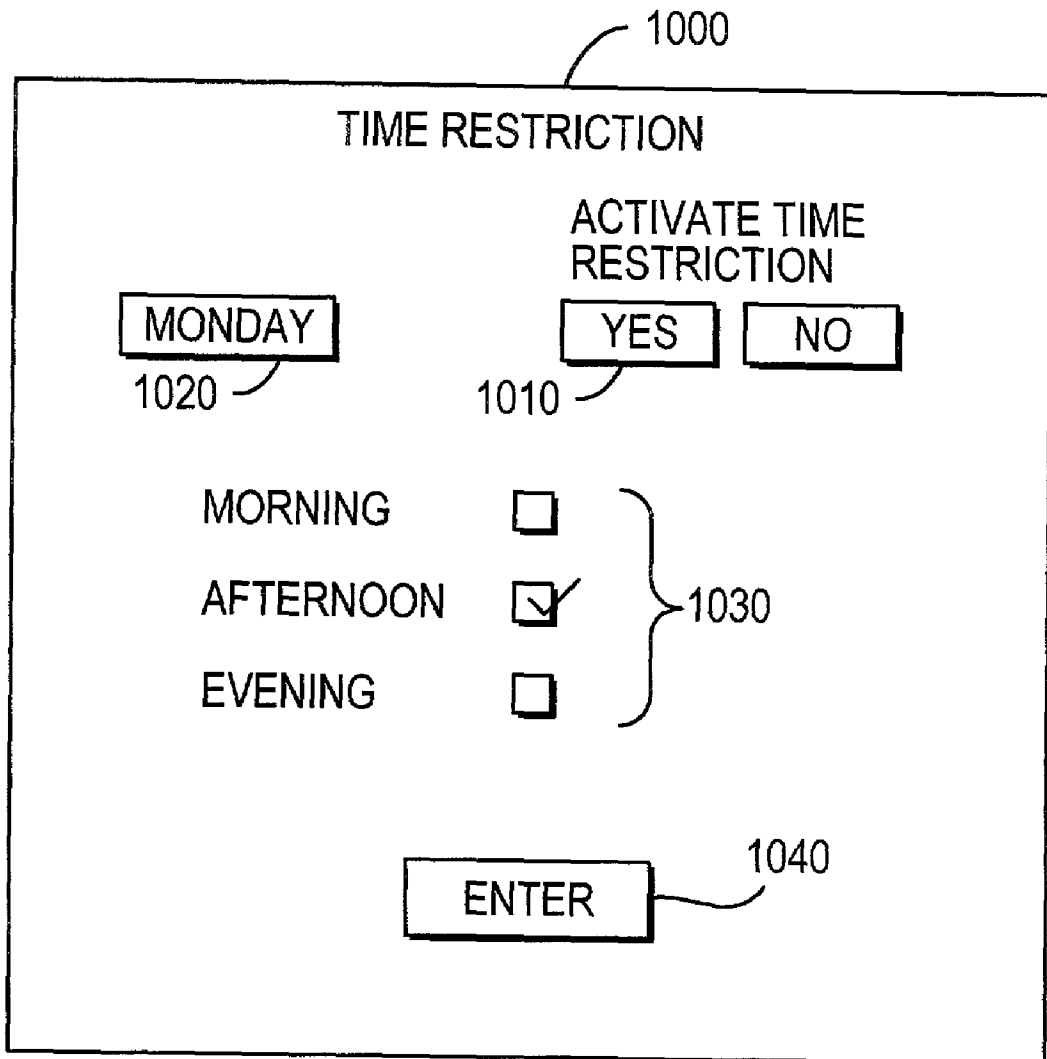 1000
TIME RESTRICTION
ACTIVATE TIME
RESTRICTION
MONDAY
YES
NO
1020
1010
MORNING
AFTERNOON
1030
EVENING
1040
ENTER